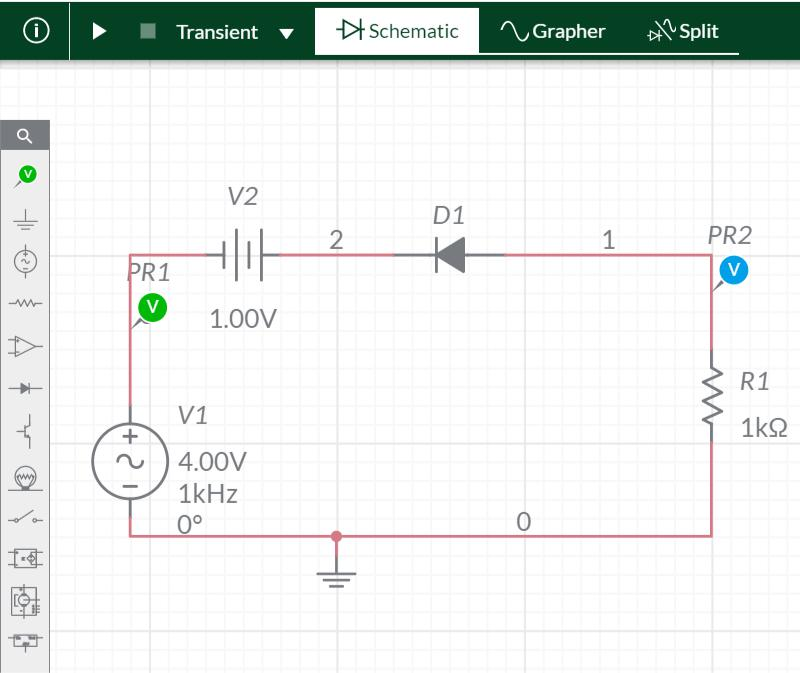 Transient
Schematic
Grapher
Split
V2
D1
2
1
PR2
V
PR1
V
1.00V
V
R1
1kΩ
V1
4.00V
1kHz
0°
0